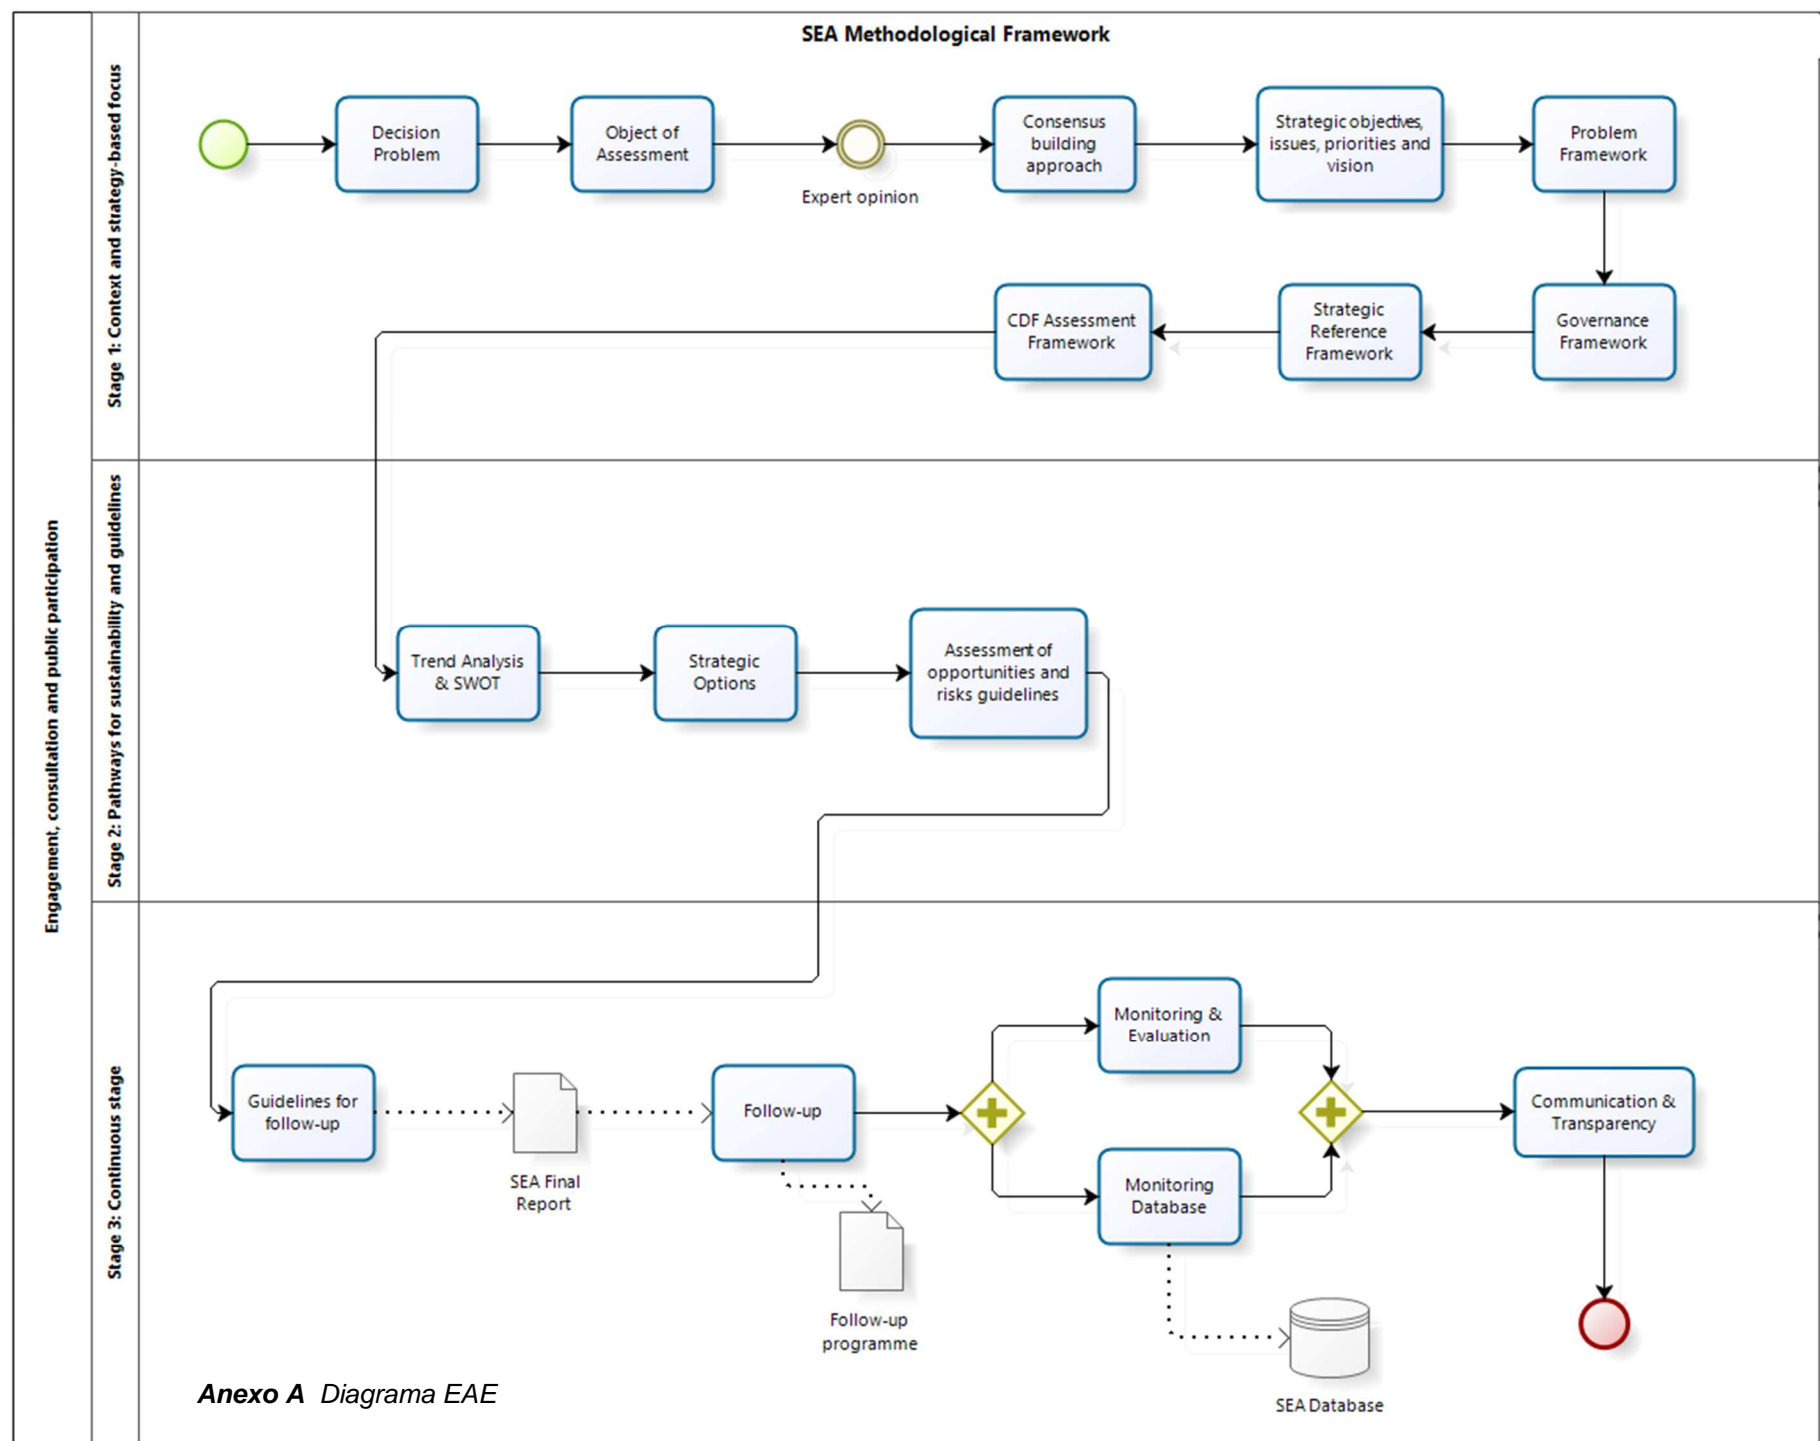 SEA Methodological Framework
Engagement, consultation and public participation
Stage 1: Context and strategy-based focus
Decision
Problem
Object of
Assessment
Expert opinion
Consensus
building
approach
Strategic objectives,
issues, priorities and
vision
Problem
Framework
Governance
Framework
Strategic
Reference
Framework
CDF Assessment
Framework
Stage 2: Pathways for sustainability and guidelines
Trend Analysis
& SWOT
Strategic
Options
Assessment of
opportunities and
risks guidelines
Stage 3: Continuous stage
Guidelines for
follow-up
SEA Final
Report
Follow-up
Follow-up
programme
Monitoring &
Evaluation
Monitoring
Database
SEA Database
Communication &
Transparency
Anexo A Diagrama EAE